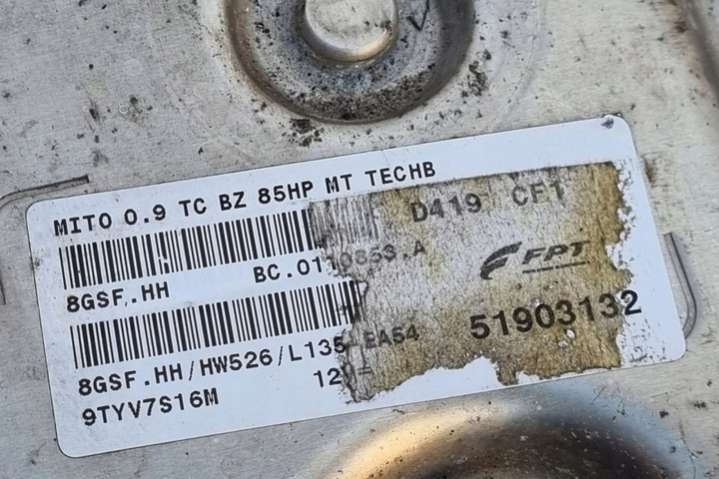 MITO 0.9 TC BZ 85HP MT TECHB
D419 CF1
8GSF.HH BC.0110853.A
FPT
8GSF.HH/HW526/L135 EA54 51903132
9TYV7S16M